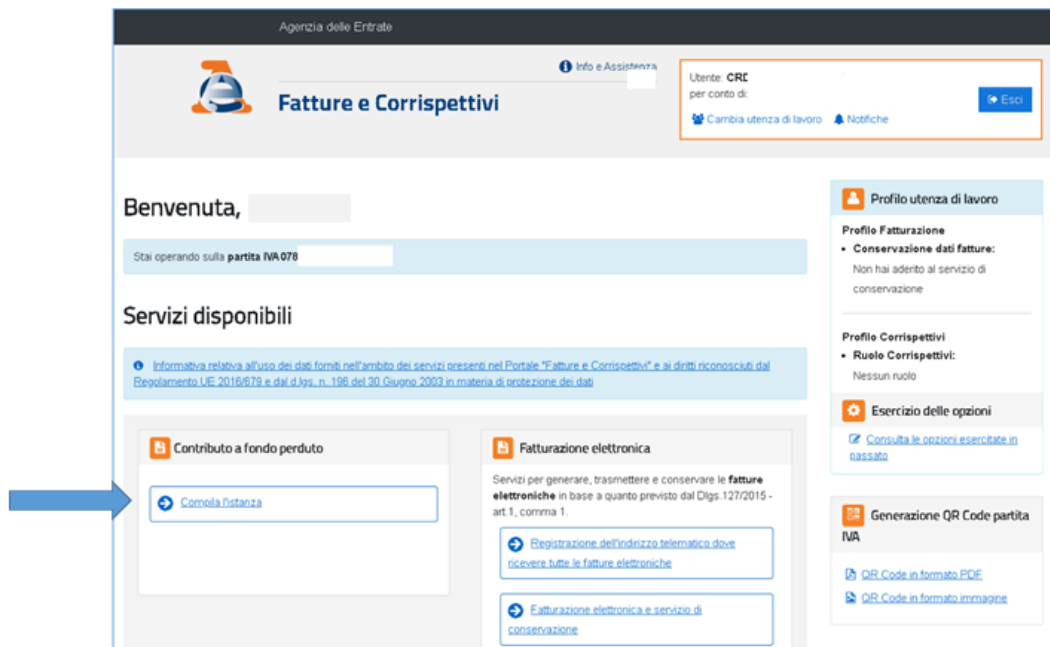 Agenzia delle Entrate
Info e Assistenza
Fatture e Corrispettivi
Utente: CRD
per conto di:
Esci
Cambia utenza di lavoro
Notifiche
Benvenuta,
Stai operando sulla partita IVA 078
Servizi disponibili
Informativa relativa all'uso dei dati forniti nell'ambito dei servizi presenti nel Portale "Fatture e Corrispettivi" e ai diritti riconosciuti dal
Regolamento UE 2016/679 e dal d.lgs. n. 196 del 30 Giugno 2003 in materia di protezione dei dati
Contributo a fondo perduto
Compila l'istanza
Fatturazione elettronica
Servizi per generare, trasmettere e conservare le fatture
elettroniche in base a quanto previsto dal Dlgs.127/2015 -
art.1, comma 1.
Registrazione dell'indirizzo telematico dove
ricevere tutte le fatture elettroniche
Fatturazione elettronica e servizio di
conservazione
Profilo utenza di lavoro
Profilo Fatturazione
• Conservazione dati fatture:
Non hai aderito al servizio di
conservazione
Profilo Corrispettivi
• Ruolo Corrispettivi:
Nessun ruolo
Esercizio delle opzioni
Consulta le opzioni esercitate in
passato
Generazione QR Code partita
IVA
QR Code in formato PDF
QR Code in formato immagine